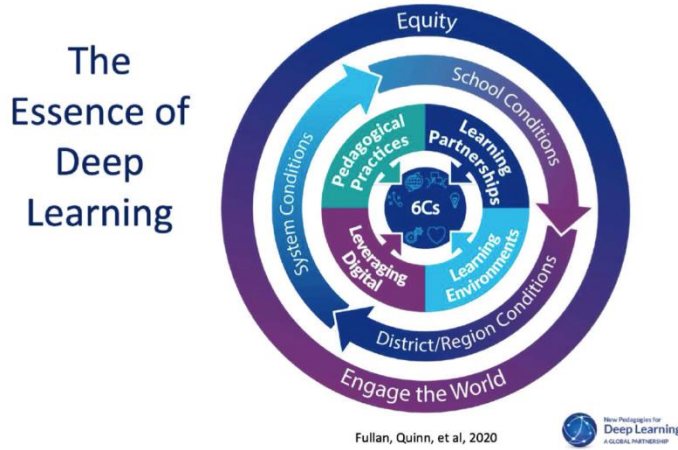 The
Essence of
Deep
Learning
Equity
School Conditions
System Conditions
Pedagogical
Practices
Learning
Partnerships
6Cs
Leveraging
Digital
Learning
Environments
District/Region Conditions
Engage the World
Fullan, Quinn, et al, 2020
New Pedagogies for
Deep Learning
A GLOBAL PARTNERSHIP